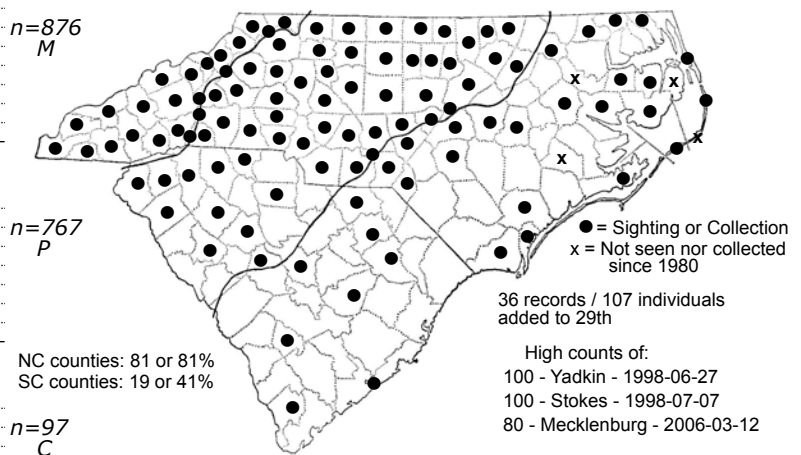 n=876
M
n=767
P
● = Sighting or Collection
x = Not seen nor collected
since 1980
36 records / 107 individuals
added to 29th
NC counties: 81 or 81%
SC counties: 19 or 41%
High counts of:
100 - Yadkin - 1998-06-27
100 - Stokes - 1998-07-07
80 - Mecklenburg - 2006-03-12
n=97
C
x
x
x
x